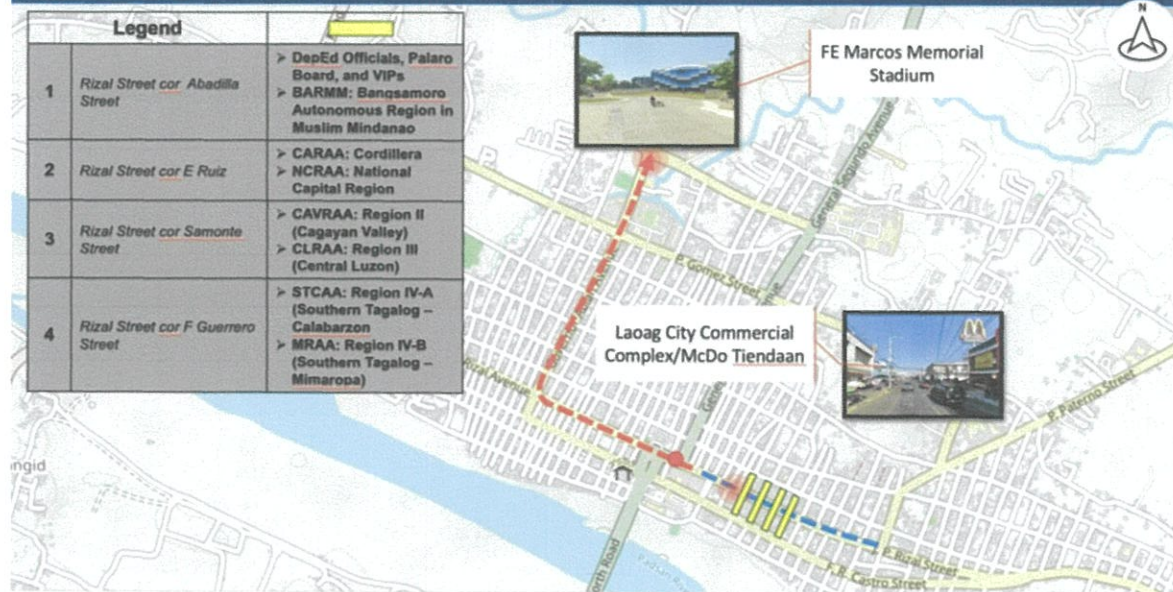 Legend
1
Rizal Street cor Abadilla
Street
➤ DepEd Officials, Palaro
Board, and VIPs
➤ BARMM: Bangsamoro
Autonomous Region in
Muslim Mindanao
2
Rizal Street cor E Ruiz
➤ CARAA: Cordillera
➤ NCRAA: National
Capital Region
3
Rizal Street cor Samonte
Street
➤ CAVRAA: Region II
(Cagayan Valley)
➤ CLRAA: Region III
(Central Luzon)
4
Rizal Street cor F Guerrero
Street
➤ STCAA: Region IV-A
(Southern Tagalog –
Calabarzon
➤ MRAA: Region IV-B
(Southern Tagalog –
Mimaropa)
FE Marcos Memorial
Stadium
N
General Segundo Avenue
P. Gomez Street
Laoag City Commercial
Complex/McDo Tiendaan
Rizal Avenue
P. Paterno Street
ngid
P. Rizal Street
F. R. Castro Street
orth Road